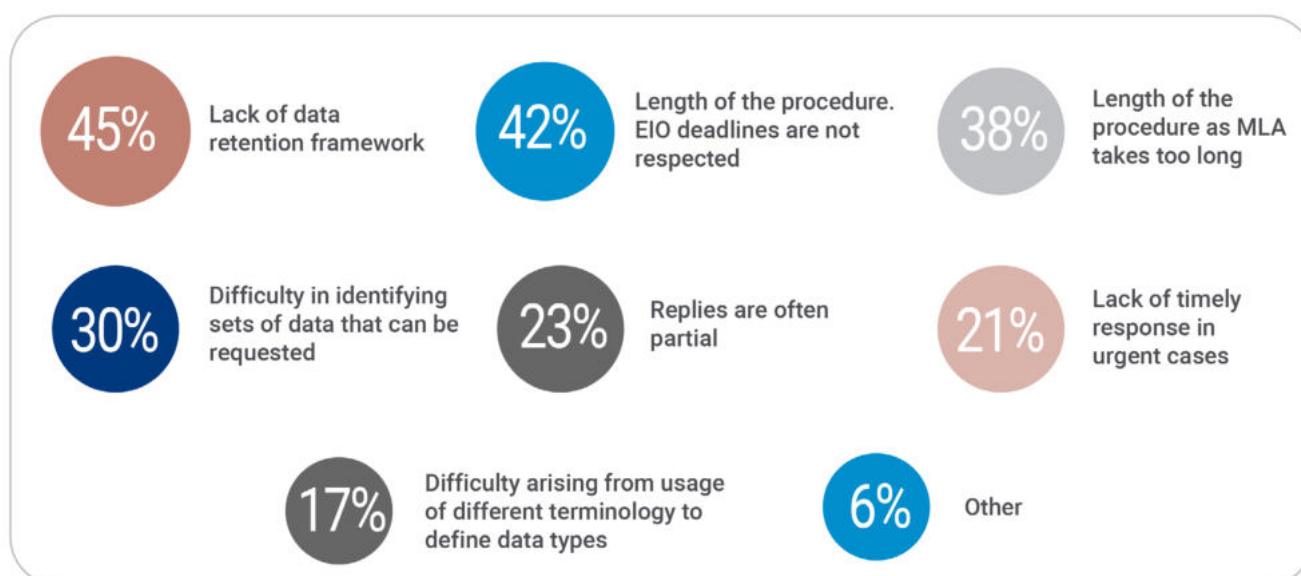 45%
Lack of data
retention framework
42%
Length of the procedure.
EIO deadlines are not
respected
38%
Length of the
procedure as MLA
takes too long
30%
Difficulty in identifying
sets of data that can be
requested
23%
Replies are often
partial
21%
Lack of timely
response in
urgent cases
17%
Difficulty arising from usage
of different terminology to
define data types
6%
Other